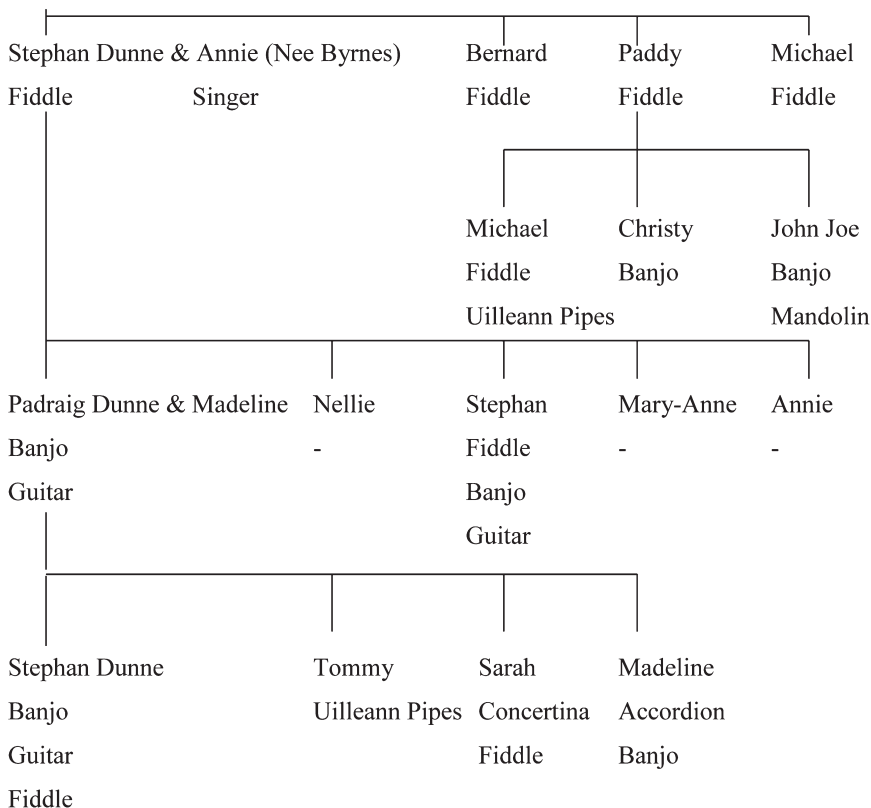 Stephan Dunne & Annie (Nee Byrnes) Bernard Paddy Michael
Fiddle Singer Fiddle Fiddle Fiddle
Michael Christy John Joe
Fiddle Banjo Banjo
Uilleann Pipes Mandolin
Padraig Dunne & Madeline Nellie Stephan Mary-Anne Annie
Banjo - Fiddle - -
Guitar Banjo
Guitar
Stephan Dunne Tommy Sarah Madeline
Banjo Uilleann Pipes Concertina Accordion
Guitar Fiddle Banjo
Fiddle